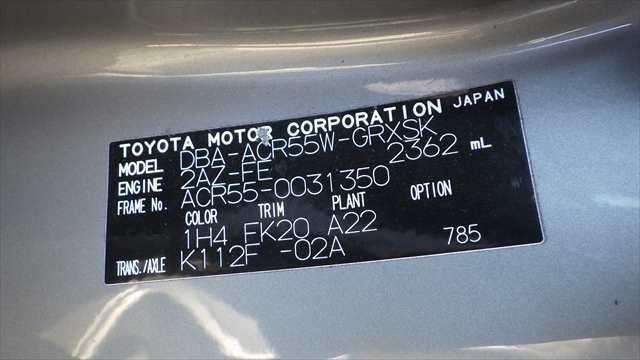 TOYOTA MOTOR CORPORATION JAPAN
MODEL DBA-ACR55W-GRXSK
ENGINE 2AZ-FE 2362 mL
FRAME No. ACR55-0031350
COLOR TRIM PLANT OPTION
1H4 FK20 A22
TRANS./AXLE K112F -02A 785